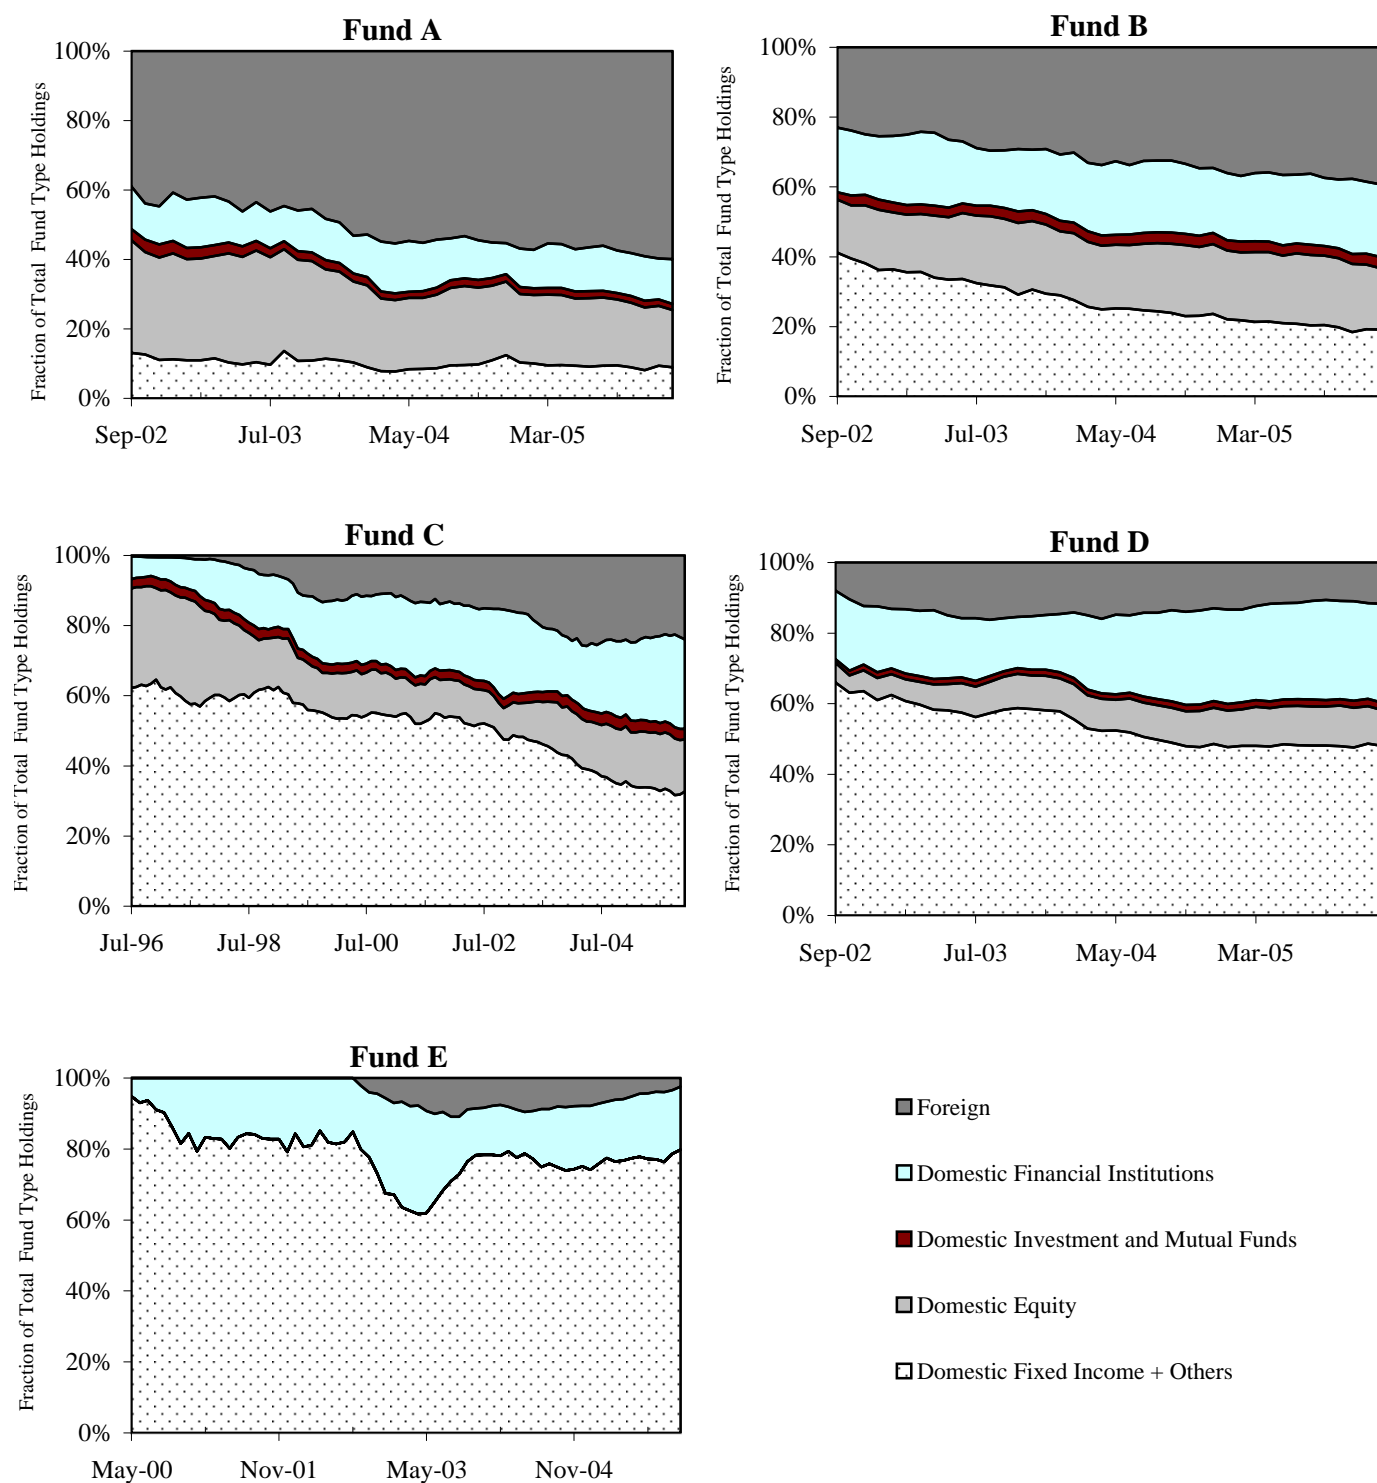 Fund A
Fraction of Total Fund Type Holdings
100%
80%
60%
40%
20%
0%
Sep-02 Jul-03 May-04 Mar-05
Fund B
Fraction of Total Fund Type Holdings
100%
80%
60%
40%
20%
0%
Sep-02 Jul-03 May-04 Mar-05
Fund C
Fraction of Total Fund Type Holdings
100%
80%
60%
40%
20%
0%
Jul-96 Jul-98 Jul-00 Jul-02 Jul-04
Fund D
Fraction of Total Fund Type Holdings
100%
80%
60%
40%
20%
0%
Sep-02 Jul-03 May-04 Mar-05
Fund E
Fraction of Total Fund Type Holdings
100%
80%
60%
40%
20%
0%
May-00 Nov-01 May-03 Nov-04
Foreign
Domestic Financial Institutions
Domestic Investment and Mutual Funds
Domestic Equity
Domestic Fixed Income + Others